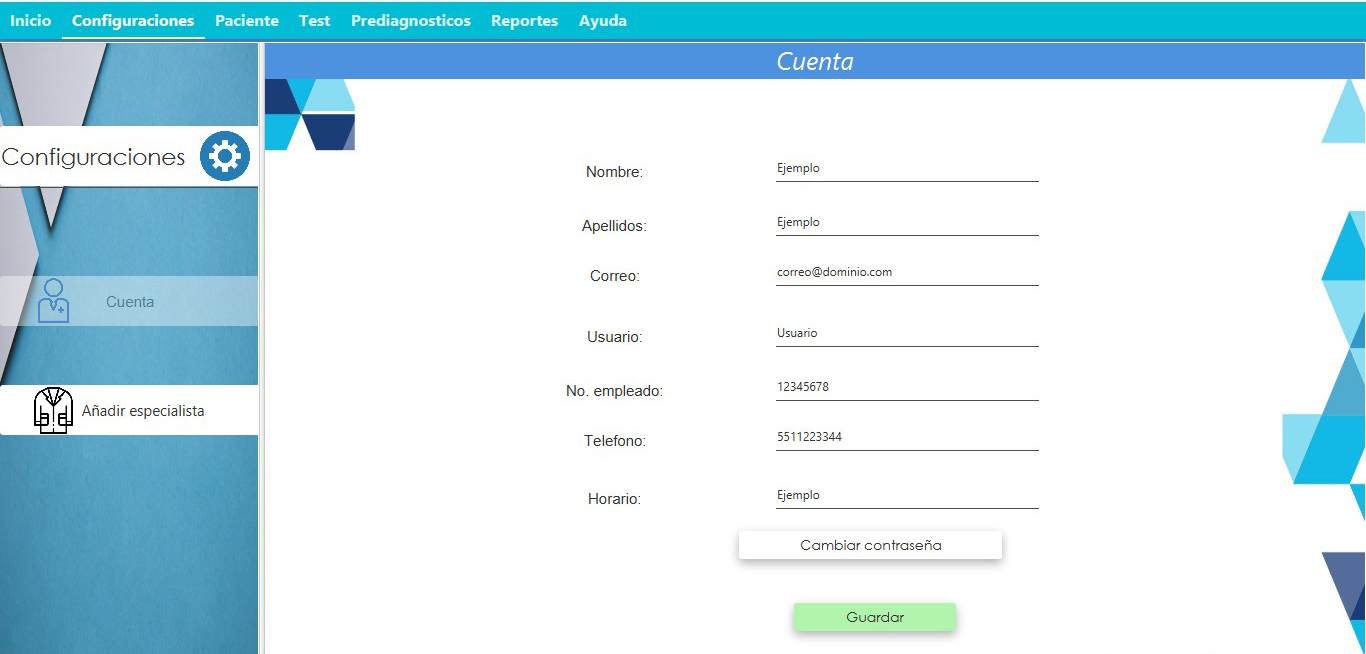 Inicio Configuraciones Paciente Test Prediagnosticos Reportes Ayuda
Cuenta
Configuraciones
Cuenta
Añadir especialista
Nombre: Ejemplo
Apellidos: Ejemplo
Correo: correo@dominio.com
Usuario: Usuario
No. empleado: 12345678
Telefono: 5511223344
Horario: Ejemplo
Cambiar contraseña
Guardar